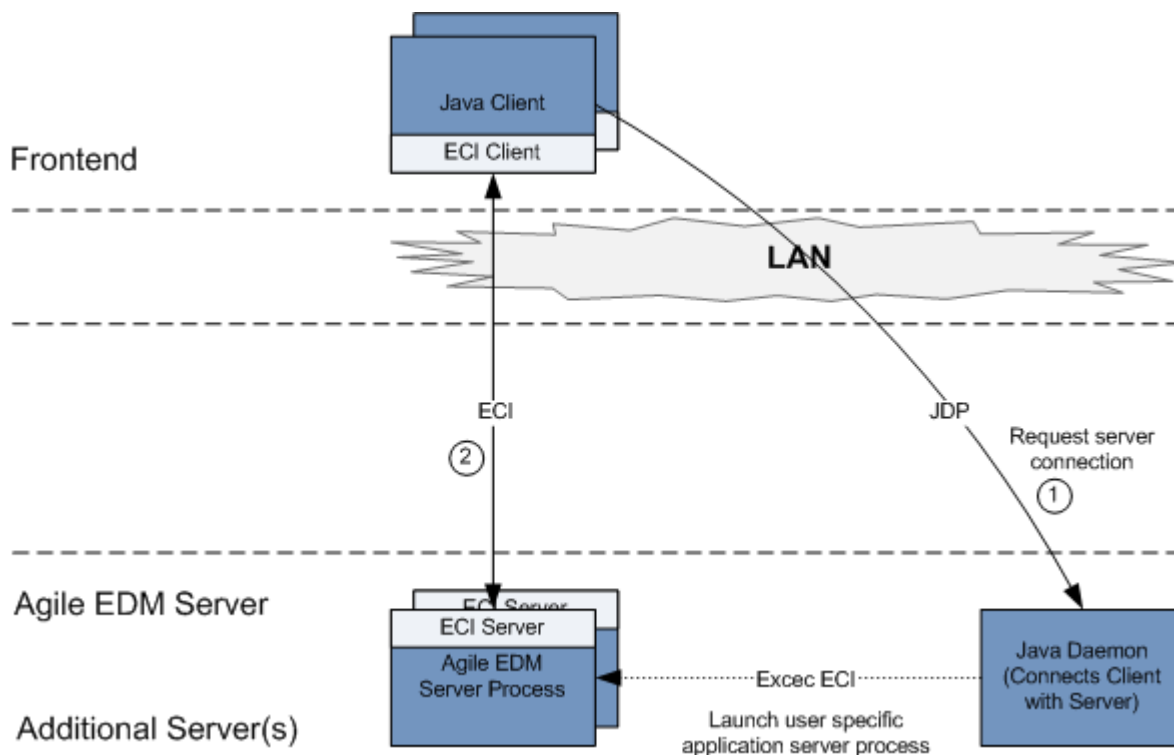 Java Client
ECI Client
Frontend
LAN
ECI
JDP
2
Request server
connection
1
Agile EDM Server
ECI Server
ECI Server
Agile EDM
Server Process
Java Daemon
(Connects Client
with Server)
Excec ECI
Launch user specific
application server process
Additional Server(s)